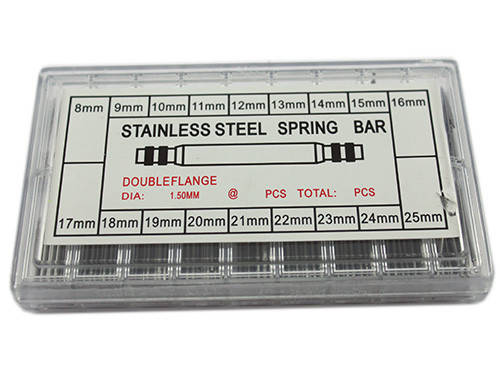 8mm 9mm 10mm 11mm 12mm 13mm 14mm 15mm 16mm
STAINLESS STEEL SPRING BAR
DOUBLEFLANGE
DIA: 1.50MM @ PCS TOTAL: PCS
17mm 18mm 19mm 20mm 21mm 22mm 23mm 24mm 25mm